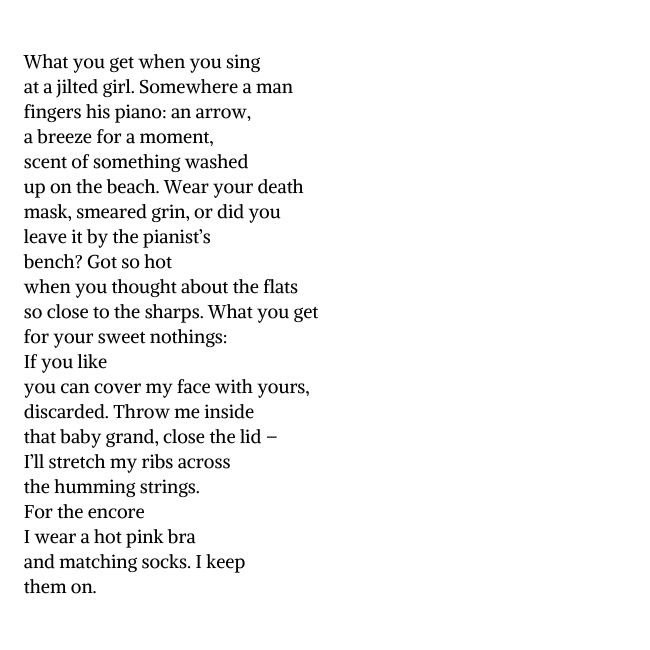 What you get when you sing
at a jilted girl. Somewhere a man
fingers his piano: an arrow,
a breeze for a moment,
scent of something washed
up on the beach. Wear your death
mask, smeared grin, or did you
leave it by the pianist’s
bench? Got so hot
when you thought about the flats
so close to the sharps. What you get
for your sweet nothings:
If you like
you can cover my face with yours,
discarded. Throw me inside
that baby grand, close the lid –
I’ll stretch my ribs across
the humming strings.
For the encore
I wear a hot pink bra
and matching socks. I keep
them on.